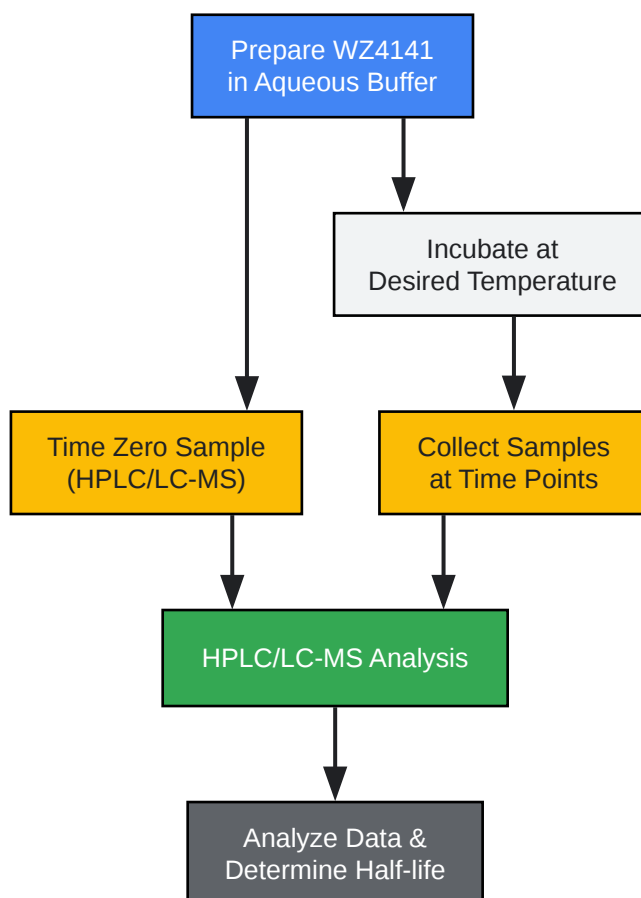 Prepare WZ4141
in Aqueous Buffer
Incubate at
Desired Temperature
Time Zero Sample
(HPLC/LC-MS)
Collect Samples
at Time Points
HPLC/LC-MS Analysis
Analyze Data &
Determine Half-life